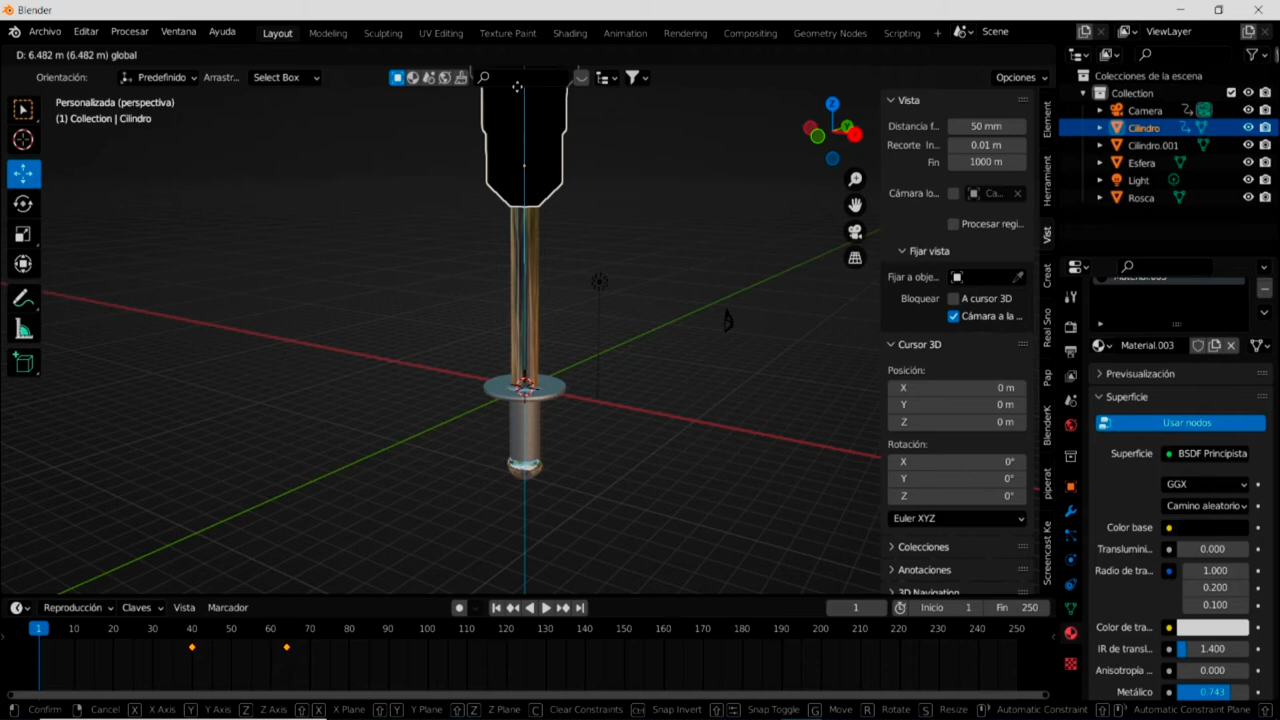 Blender
Archivo Editar Procesar Ventana Ayuda Layout Modeling Sculpting UV Editing Texture Paint Shading Animation Rendering Compositing Geometry Nodes Scripting + Scene ViewLayer
D: 6.482 m (6.482 m) global
Orientación: Predefinido Arrastr... Select Box Opciones
Personalizada (perspectiva)
(1) Collection | Cilindro
Z
Y
Colecciones de la escena
Collection
Camera
Cilindro
Cilindro.001
Esfera
Light
Rosca
Vista
Distancia f... 50 mm
Recorte In... 0.01 m
Fin 1000 m
Cámara lo... Ca...
Procesar regi...
Fijar vista
Fijar a obje...
Bloquear A cursor 3D
Cámara a la ...
Cursor 3D
Posición:
X 0 m
Y 0 m
Z 0 m
Rotación:
X 0°
Y 0°
Z 0°
Euler XYZ
Colecciones
Anotaciones
3D Navigation
Element
Herramient
Vist
Creat
Real Sno
Pap
BlenderK
piperat
Screencast Ke
Material.003
Previsualización
Superficie
Usar nodos
Superficie BSDF Principista
GGX
Camino aleatorio
Color base
Translumini... 0.000
Radio de tra... 1.000
0.200
0.100
Color de tra...
IR de transl... 1.400
Anisotropía ... 0.000
Metálico 0.743
Reproducción Claves Vista Marcador 1 Inicio 1 Fin 250
1 10 20 30 40 50 60 70 80 90 100 110 120 130 140 150 160 170 180 190 200 210 220 230 240 250
Confirm Cancel X X Axis Y Y Axis Z Z Axis X X Plane Y Y Plane Z Z Plane C Clear Constraints Snap Invert Snap Toggle G Move R Rotate S Resize Automatic Constraint Automatic Constraint Plane